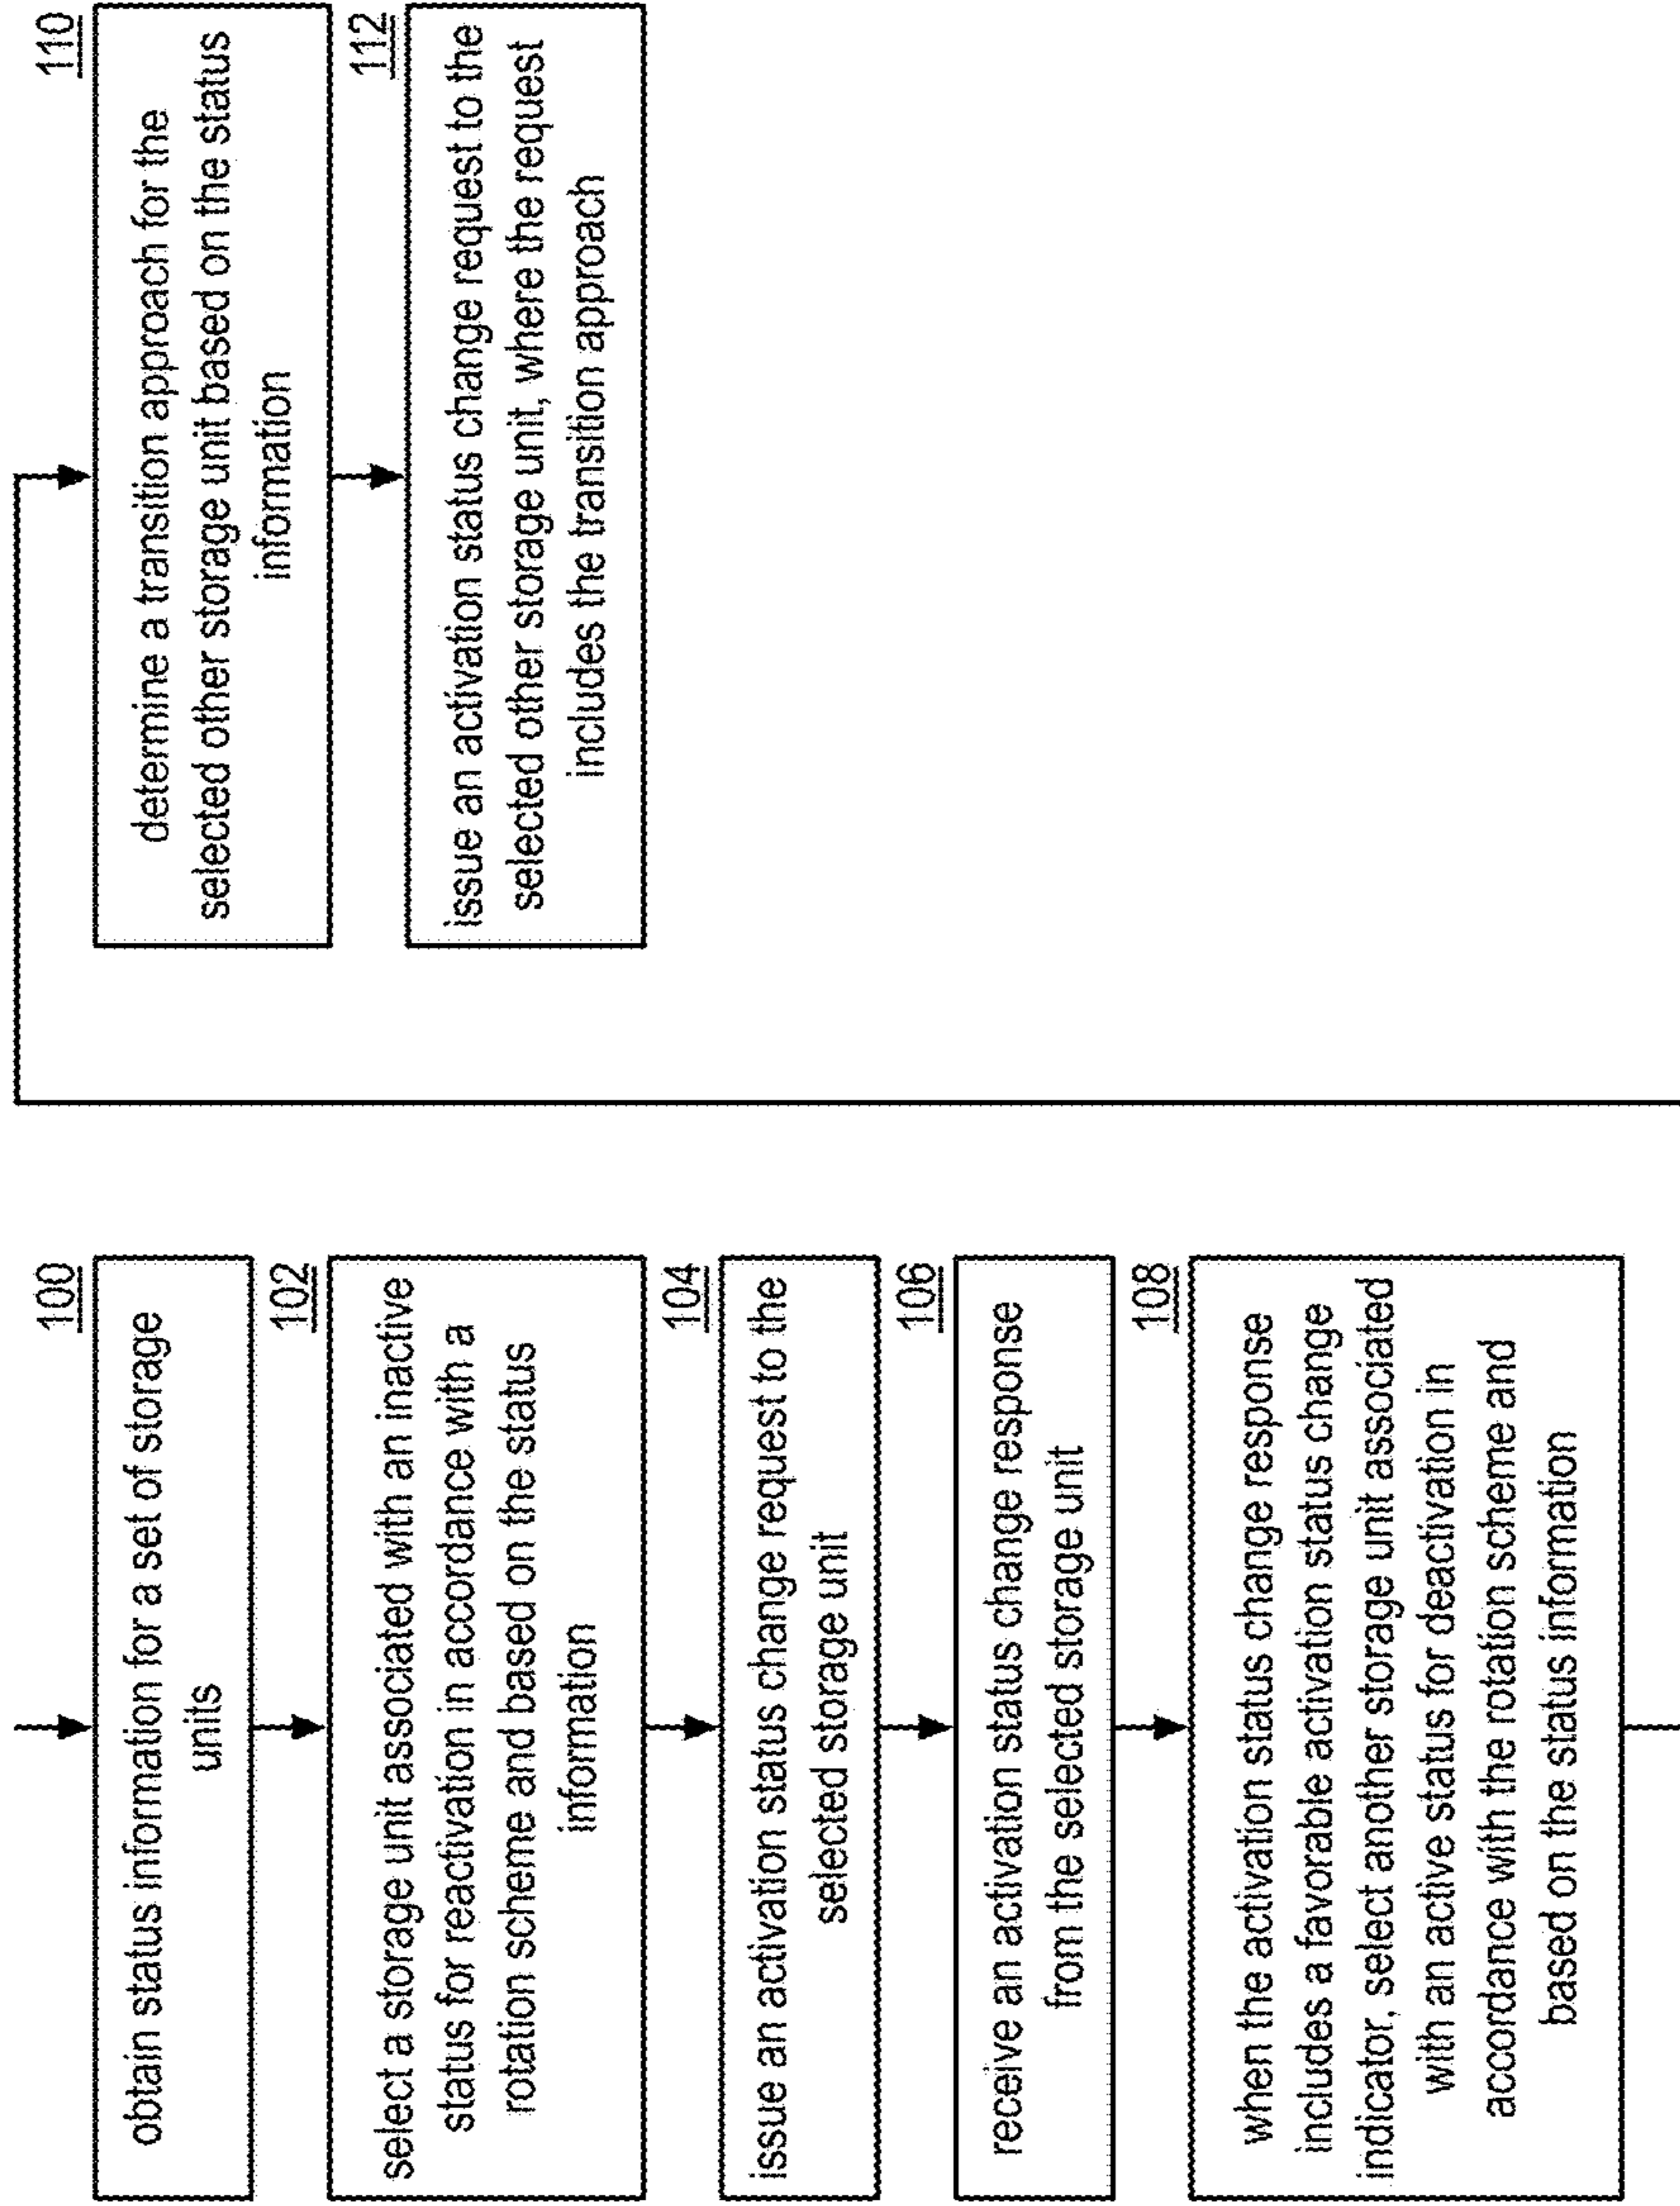 100
obtain status information for a set of storage
units
102
select a storage unit associated with an inactive
status for reactivation in accordance with a
rotation scheme and based on the status
information
104
issue an activation status change request to the
selected storage unit
106
receive an activation status change response
from the selected storage unit
108
when the activation status change response
includes a favorable activation status change
indicator, select another storage unit associated
with an active status for deactivation in
accordance with the rotation scheme and
based on the status information
110
determine a transition approach for the
selected other storage unit based on the status
information
112
issue an activation status change request to the
selected other storage unit, where the request
includes the transition approach